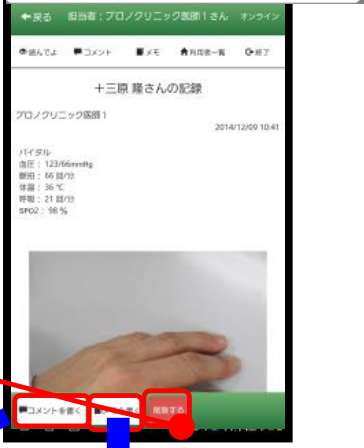 戻る 担当者：プロノクリニック医師１さん オンライン
読んでよ コメント メモ 利用者一覧 終了
十三原 隆さんの記録
プロノクリニック医師１
2014/12/09 10:41
バイタル
血圧： 123/66mmHg
脈拍： 66 回/分
体温： 36 ℃
呼吸： 21 回/分
SPO2： 98 %
コメントを書く 書く 削除する